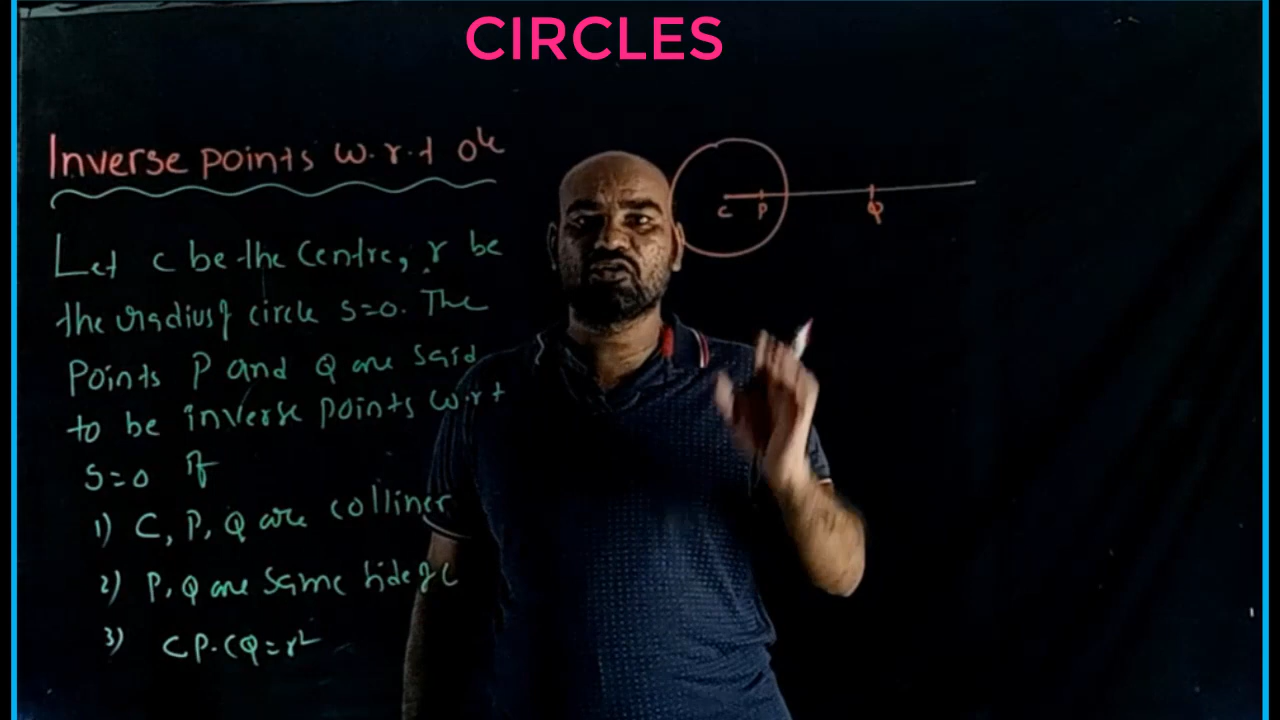 CIRCLES
Inverse points w.r.t
Let c be the Centre, r be
the radius of circle S=0. The
Points P and Q are said
to be inverse points w.r.t
S=0 if
1) C, P, Q are colliner
2) P, Q are same side of C
3) CP.CQ=r²
C P Q